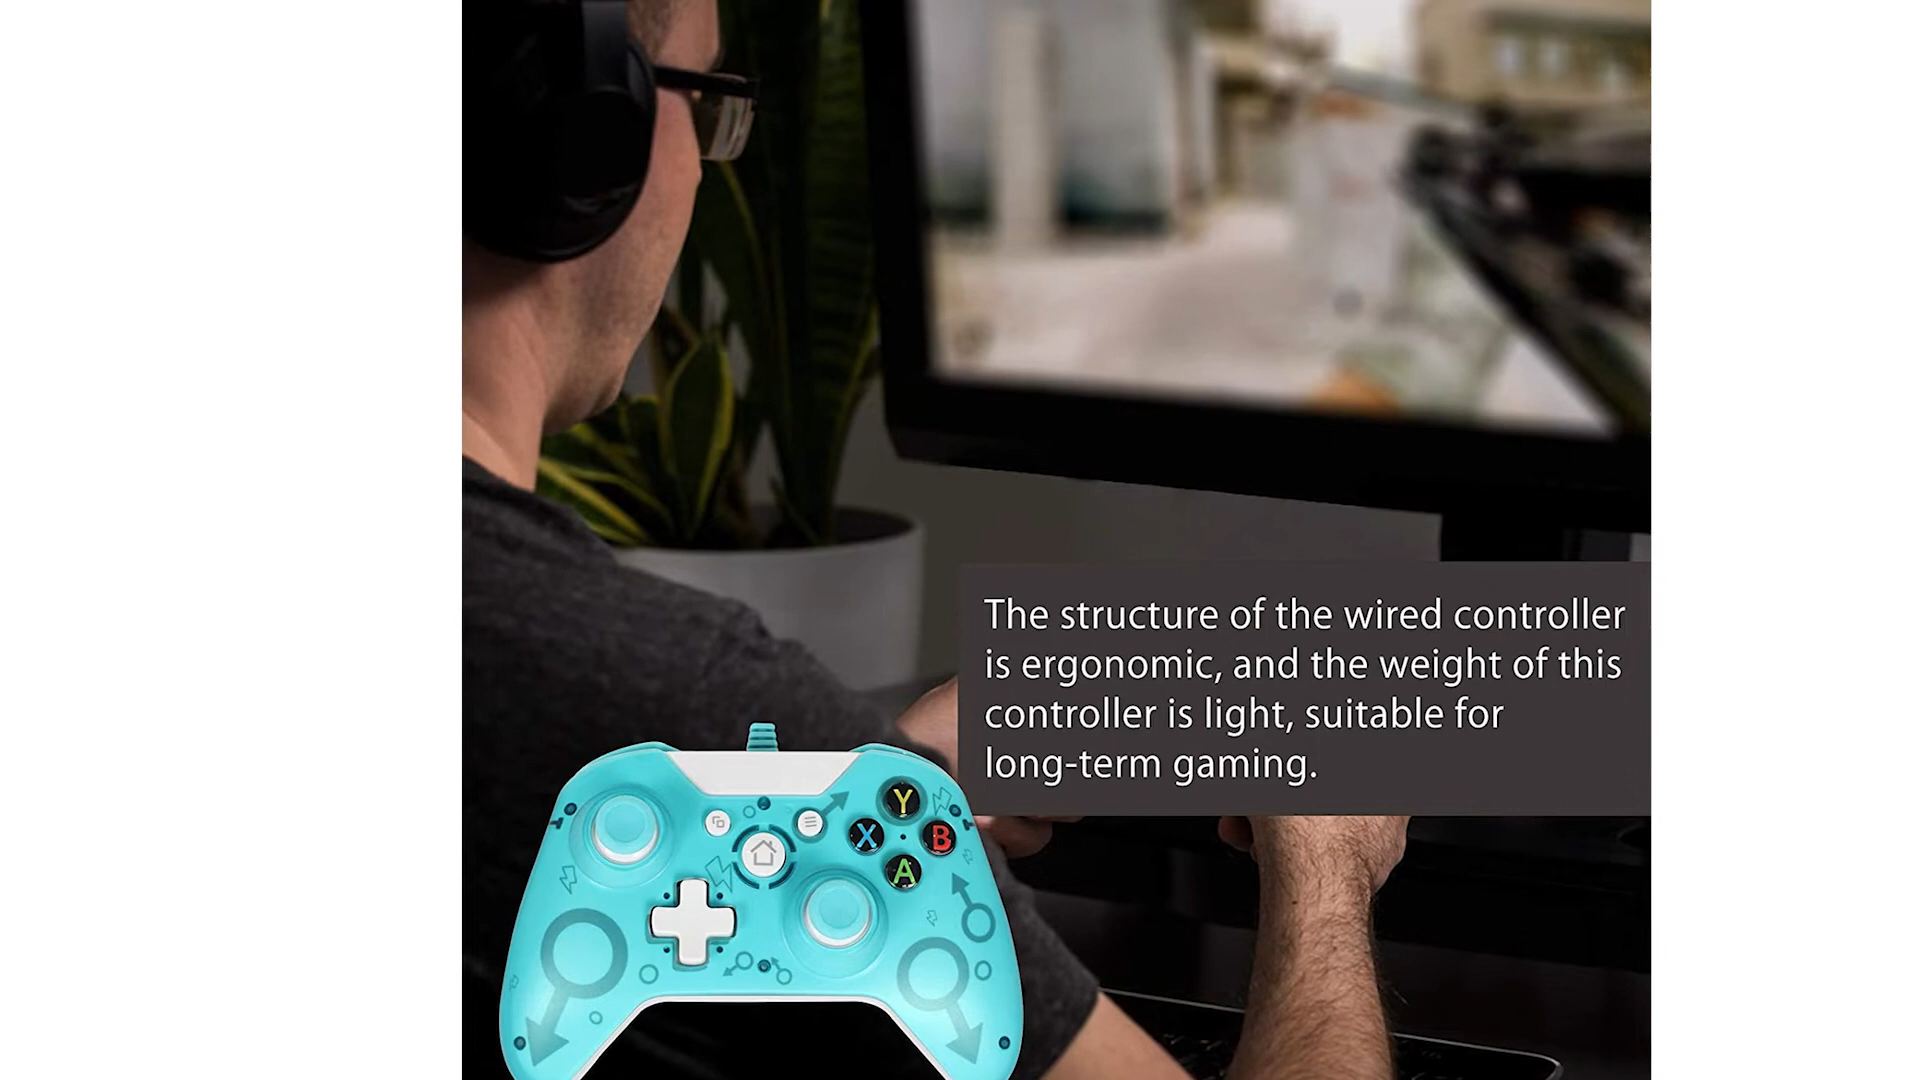 The structure of the wired controller
is ergonomic, and the weight of this
controller is light, suitable for
long-term gaming.
Y
X
B
A